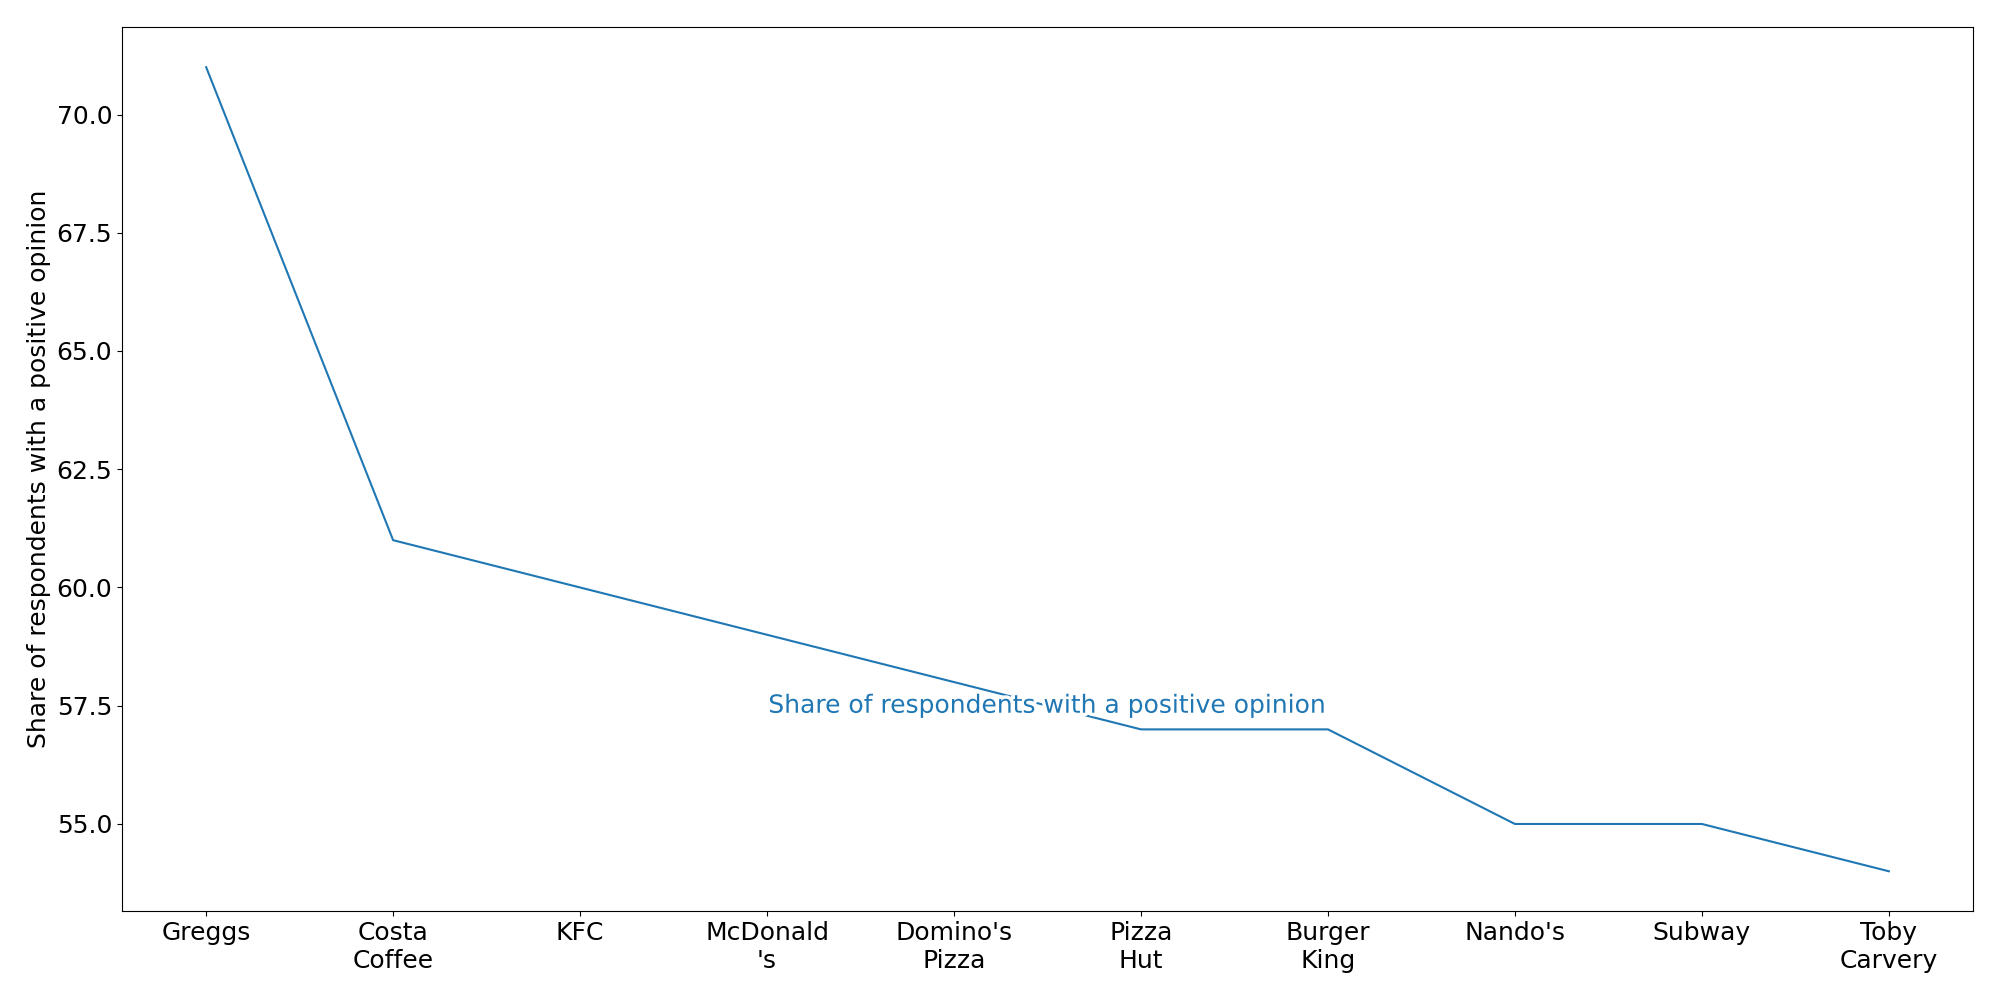 Share of respondents with a positive opinion
70.0
67.5
65.0
62.5
60.0
57.5
55.0
Share of respondents with a positive opinion
Greggs
Costa
Coffee
KFC
McDonald
's
Domino's
Pizza
Pizza
Hut
Burger
King
Nando's
Subway
Toby
Carvery